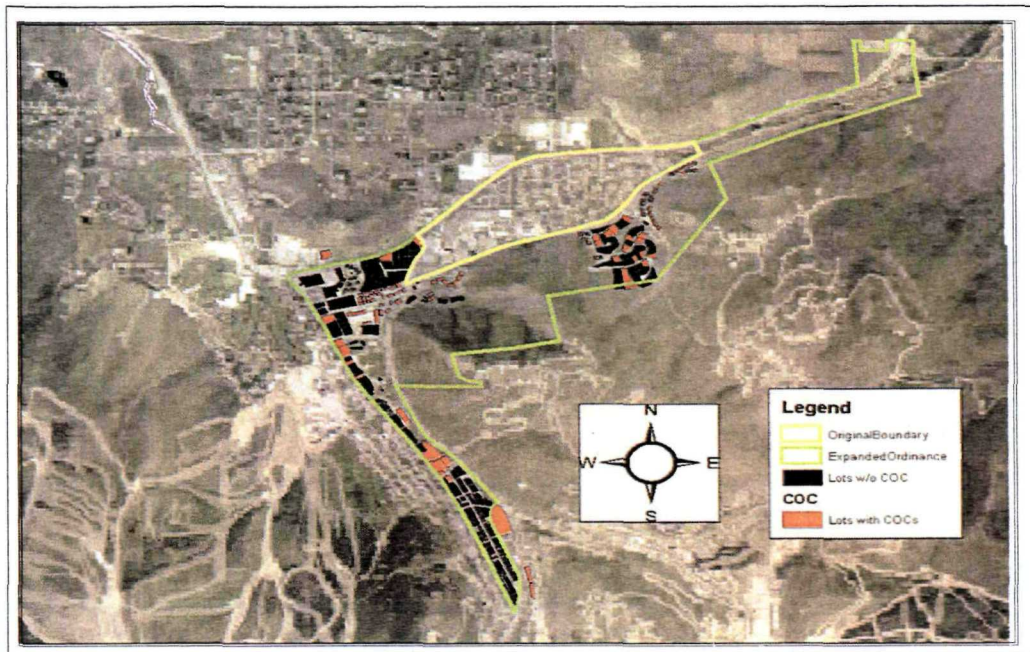 N
W E
S
Legend
OriginalBoundary
ExpandedOrdinance
Lots w/o COC
COC
Lots with COCs